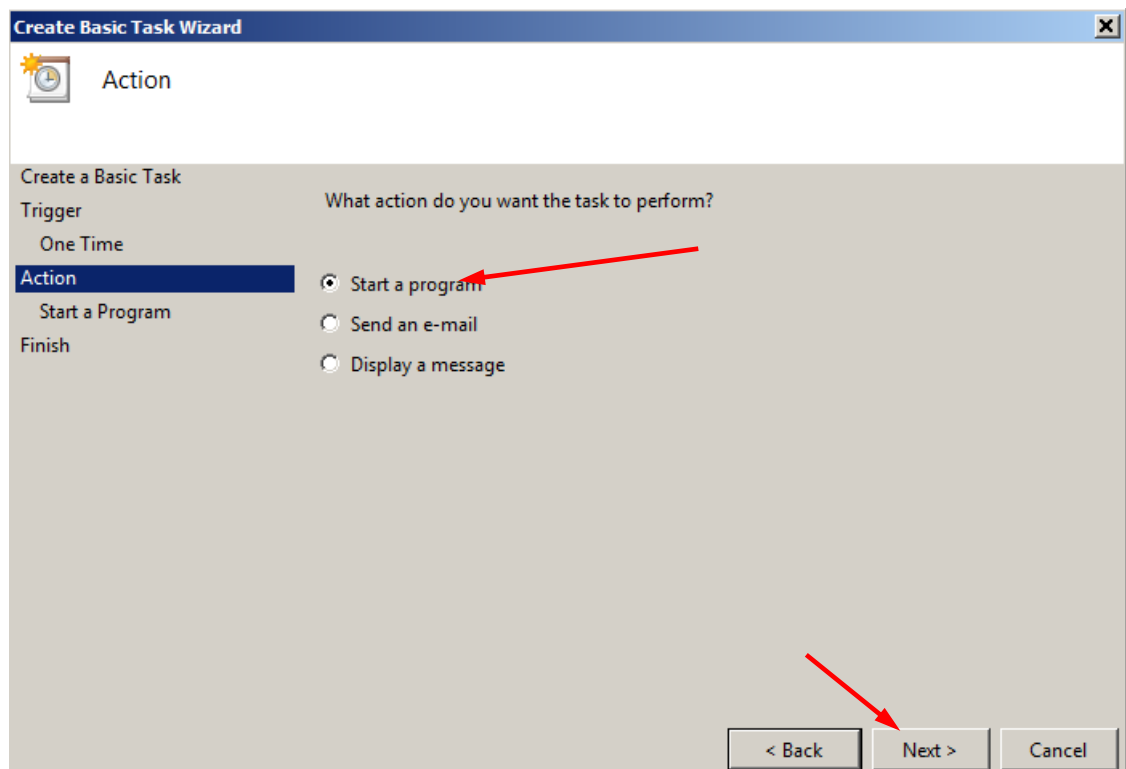 Create Basic Task Wizard
Action
Create a Basic Task
Trigger
One Time
Action
Start a Program
Finish
What action do you want the task to perform?
Start a program
Send an e-mail
Display a message
< Back
Next >
Cancel